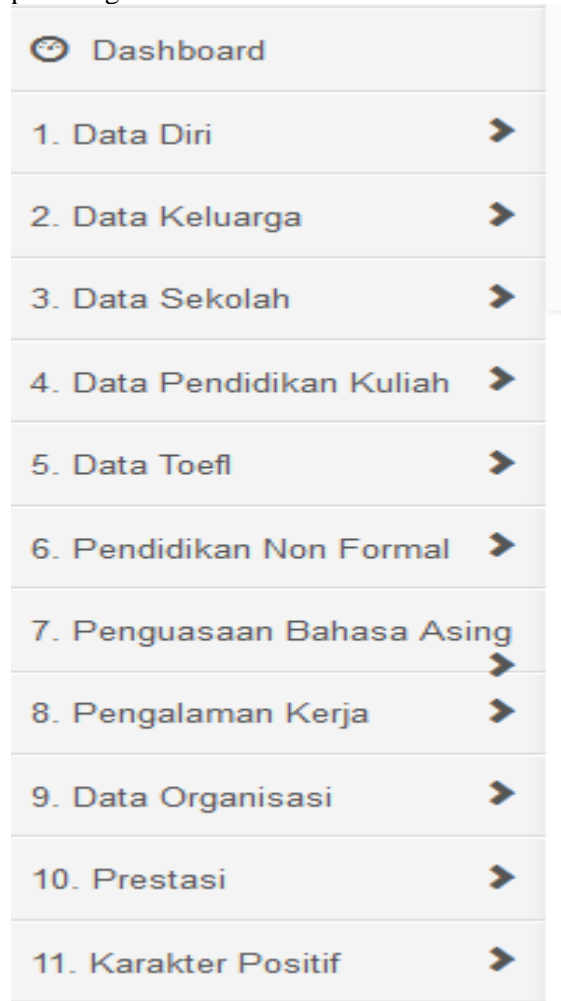 Dashboard
1. Data Diri
2. Data Keluarga
3. Data Sekolah
4. Data Pendidikan Kuliah
5. Data Toefl
6. Pendidikan Non Formal
7. Penguasaan Bahasa Asing
8. Pengalaman Kerja
9. Data Organisasi
10. Prestasi
11. Karakter Positif